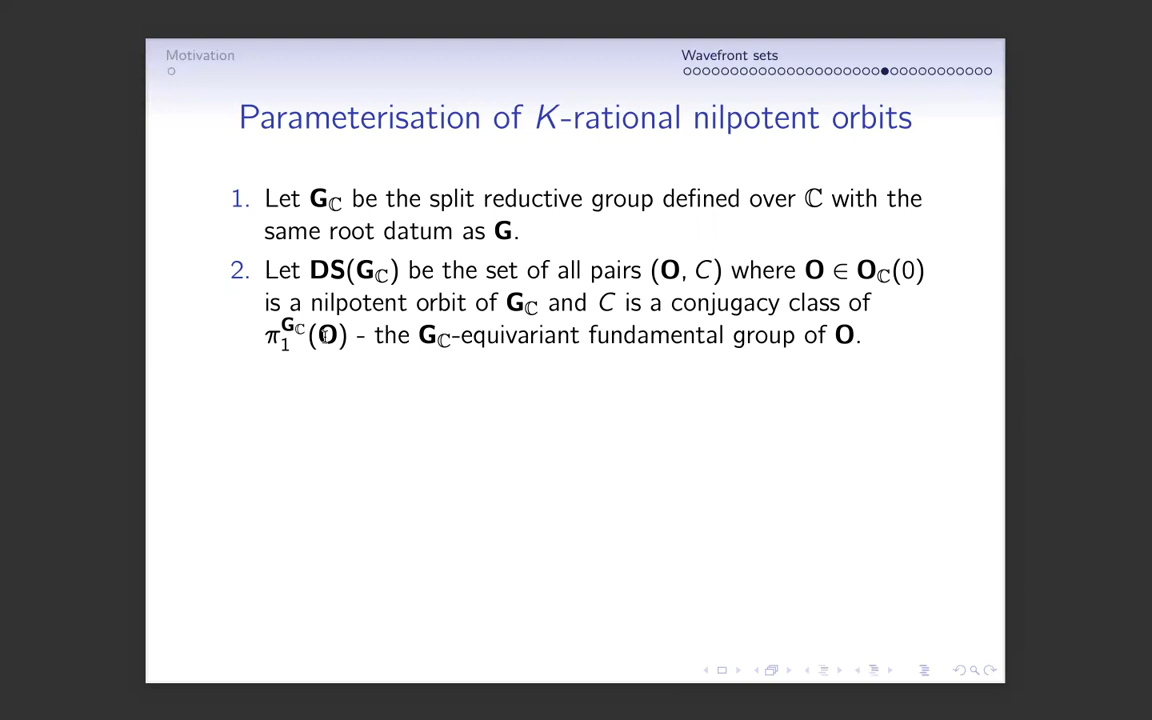 Motivation
Wavefront sets
Parameterisation of K-rational nilpotent orbits
1. Let G_ℂ be the split reductive group defined over ℂ with the
same root datum as G.
2. Let DS(G_ℂ) be the set of all pairs (O, C) where O ∈ O_ℂ(0)
is a nilpotent orbit of G_ℂ and C is a conjugacy class of
π_1^{G_ℂ}(O) - the G_ℂ-equivariant fundamental group of O.